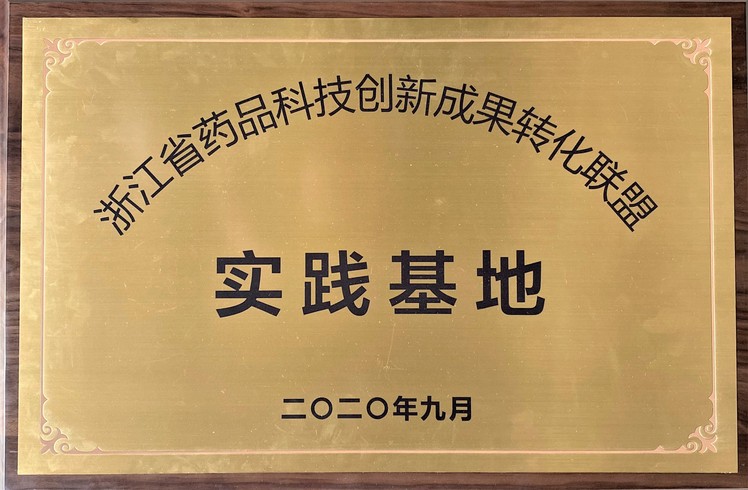 浙江省药品科技创新成果转化联盟
实践基地
二〇二〇年九月